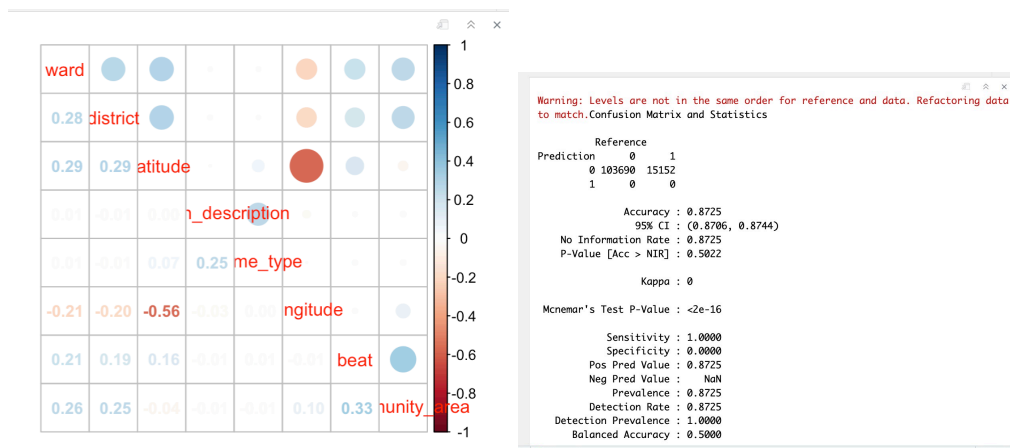 ward
0.28 district
0.29 0.29 atitude
0.01 -0.01 0.00 n_description
0.01 -0.01 0.07 0.25 me_type
-0.21 -0.20 -0.56 -0.03 0.00 ngitude
0.21 0.19 0.16 -0.01 0.01 -0.01 beat
0.26 0.25 -0.04 -0.01 -0.01 0.10 0.33 nunity_area
1
0.8
0.6
0.4
0.2
0
-0.2
-0.4
-0.6
-0.8
-1
Warning: Levels are not in the same order for reference and data. Refactoring data
to match.Confusion Matrix and Statistics
Reference
Prediction 0 1
0 103690 15152
1 0 0
Accuracy : 0.8725
95% CI : (0.8706, 0.8744)
No Information Rate : 0.8725
P-Value [Acc > NIR] : 0.5022
Kappa : 0
Mcnemar's Test P-Value : <2e-16
Sensitivity : 1.0000
Specificity : 0.0000
Pos Pred Value : 0.8725
Neg Pred Value : NaN
Prevalence : 0.8725
Detection Rate : 0.8725
Detection Prevalence : 1.0000
Balanced Accuracy : 0.5000